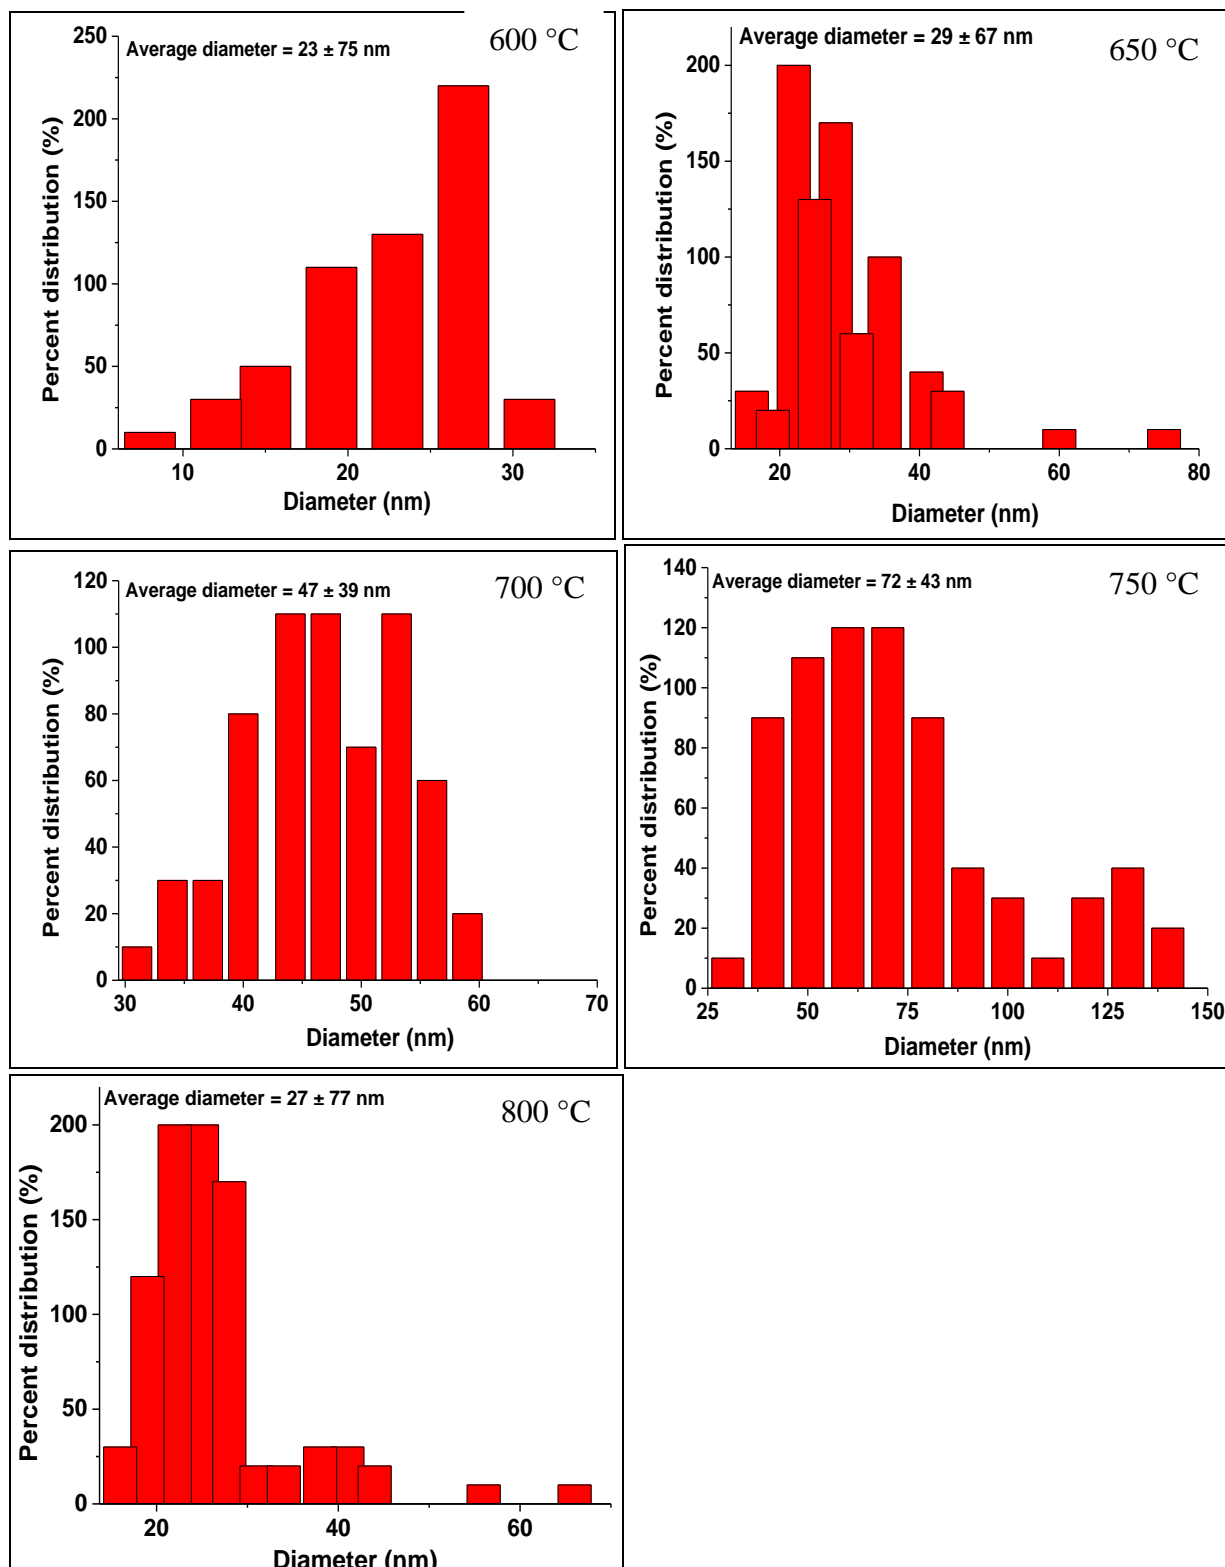 Average diameter = 23 ± 75 nm
600 °C
250
200
150
100
50
0
Percent distribution (%)
10 20 30
Diameter (nm)
Average diameter = 29 ± 67 nm
650 °C
200
150
100
50
0
Percent distribution (%)
20 40 60 80
Diameter (nm)
Average diameter = 47 ± 39 nm
700 °C
120
100
80
60
40
20
0
Percent distribution (%)
30 40 50 60 70
Diameter (nm)
Average diameter = 72 ± 43 nm
750 °C
140
120
100
80
60
40
20
0
Percent distribution (%)
25 50 75 100 125 150
Diameter (nm)
Average diameter = 27 ± 77 nm
800 °C
200
150
100
50
0
Percent distribution (%)
20 40 60
Diameter (nm)